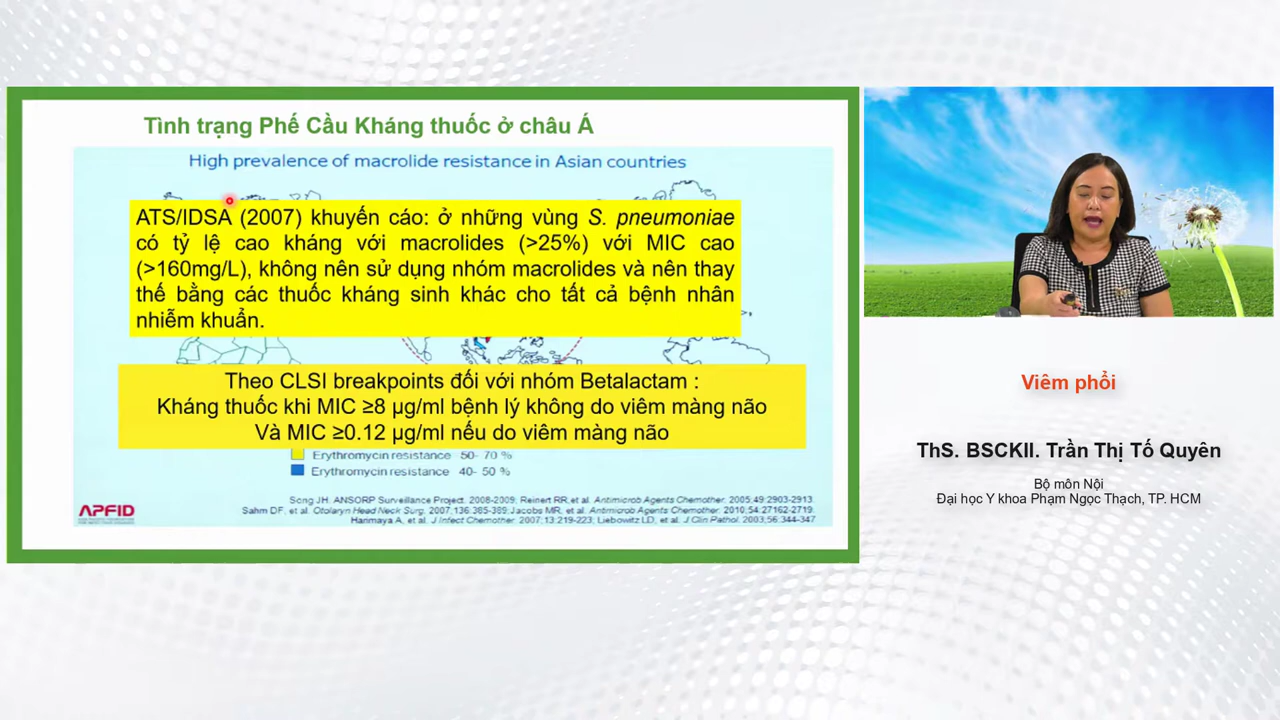 Tình trạng Phế Cầu Kháng thuốc ở châu Á
High prevalence of macrolide resistance in Asian countries
ATS/IDSA (2007) khuyến cáo: ở những vùng S. pneumoniae
có tỷ lệ cao kháng với macrolides (>25%) với MIC cao
(>160mg/L), không nên sử dụng nhóm macrolides và nên thay
thế bằng các thuốc kháng sinh khác cho tất cả bệnh nhân
nhiễm khuẩn.
Theo CLSI breakpoints đối với nhóm Betalactam :
Kháng thuốc khi MIC ≥8 µg/ml bệnh lý không do viêm màng não
Và MIC ≥0.12 µg/ml nếu do viêm màng não
Erythromycin resistance 50- 70 %
Erythromycin resistance 40- 50 %
Song JH. ANSORP Surveillance Project. 2008-2009; Reinert RR,et al. Antimicrob Agents Chemother. 2005;49:2903-2913.
Sahm DF, et al. Otolaryn Head Neck Surg. 2007;136:385-389;Jacobs MR, et al. Antimicrob Agents Chemother. 2010;54:27162-2719.
Harimaya A, et al. J Infect Chemother. 2007;13:219-223; Liebowitz LD, et al. J Clin Pathol. 2003;56:344-347
APFID
Viêm phổi
ThS. BSCKII. Trần Thị Tố Quyên
Bộ môn Nội
Đại học Y khoa Phạm Ngọc Thạch, TP. HCM